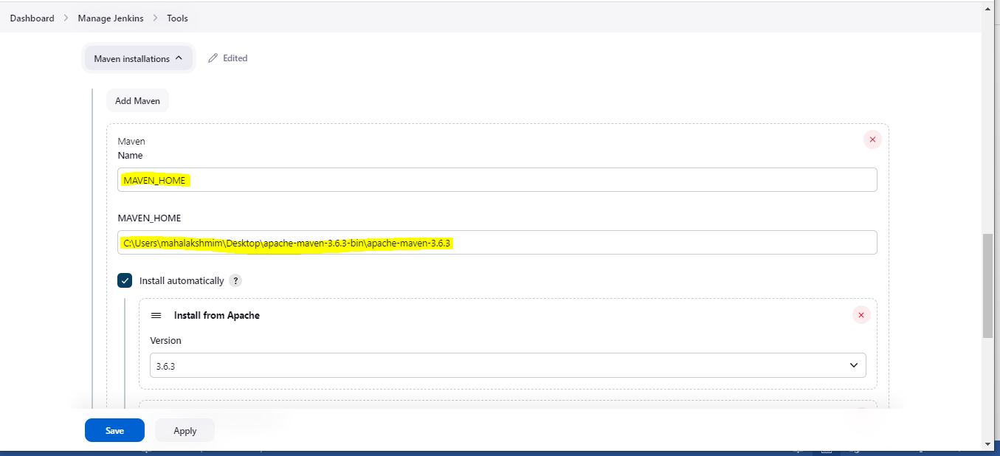 Dashboard > Manage Jenkins > Tools
Maven installations Edited
Add Maven
Maven
Name
MAVEN_HOME
MAVEN_HOME
C:\Users\mahalakshmim\Desktop\apache-maven-3.6.3-bin\apache-maven-3.6.3
Install automatically ?
Install from Apache
Version
3.6.3
Save Apply